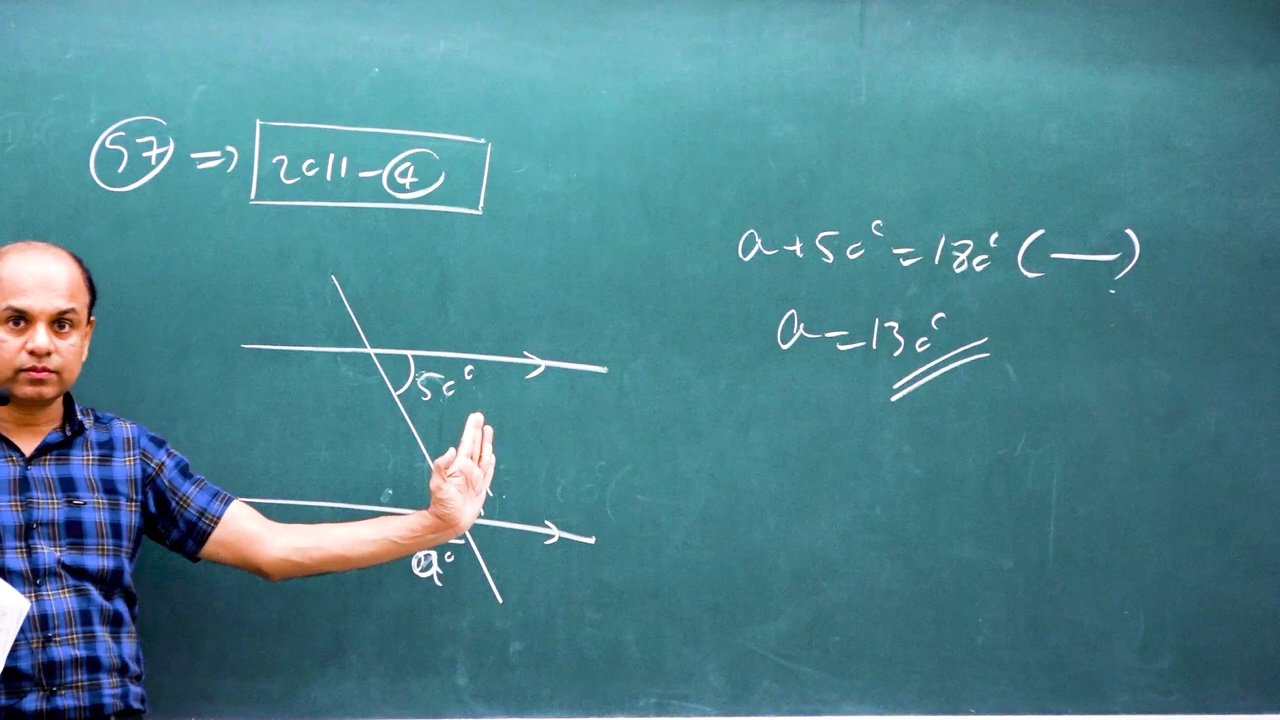 57 ⇒ 2011 - 4
a + 50° = 180° (—)
a = 130°
50°
a°